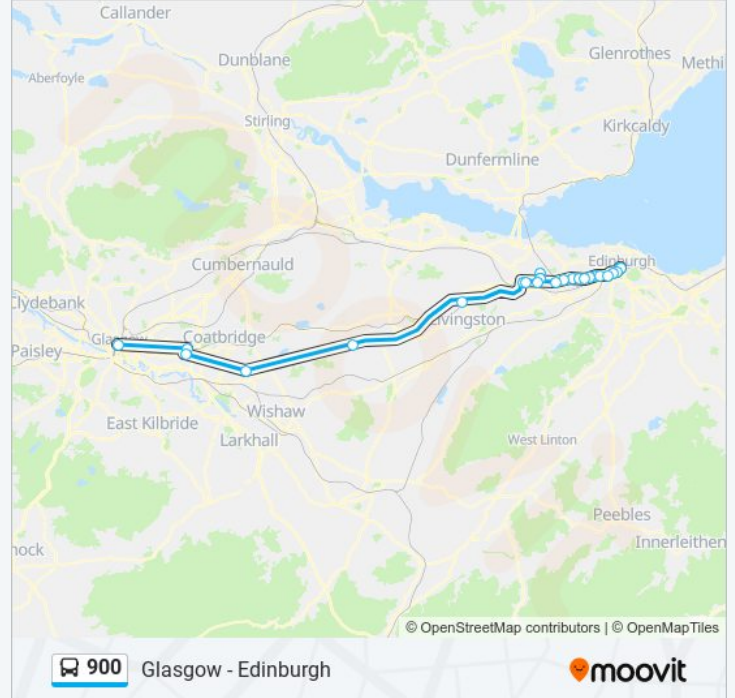 Callander
Glenrothes
Methi
Dunblane
Aberfoyle
Stirling
Kirkcaldy
Dunfermline
Edinburgh
Cumbernauld
Clydebank
Livingston
Coatbridge
Paisley
Wishaw
East Kilbride
Larkhall
West Linton
Peebles
Innerleithen
nock
© OpenStreetMap contributors | © OpenMapTiles
900 Glasgow - Edinburgh
moovit